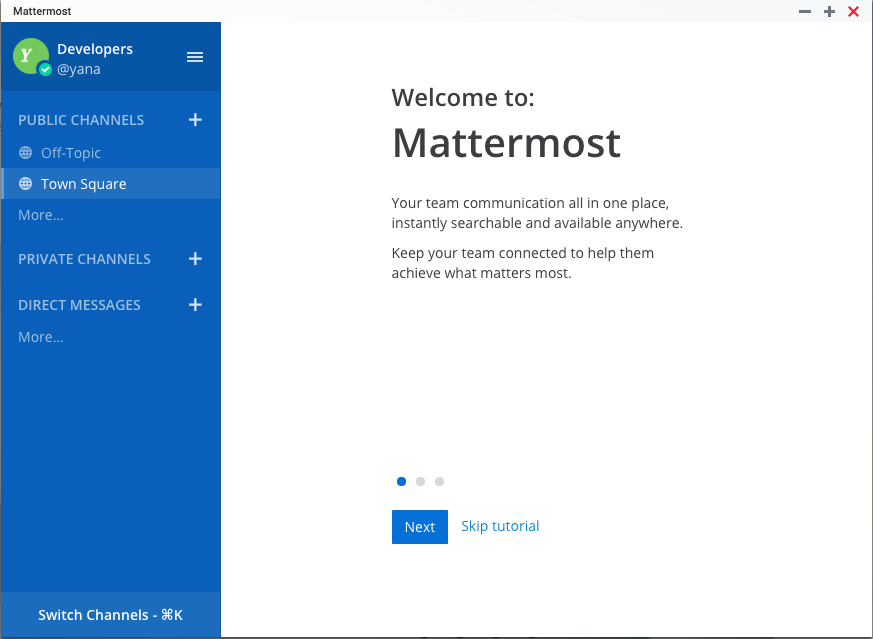 Mattermost
Y
Developers
@yana
PUBLIC CHANNELS
Off-Topic
Town Square
More...
PRIVATE CHANNELS
DIRECT MESSAGES
More...
Switch Channels - ⌘K
Welcome to:
Mattermost
Your team communication all in one place,
instantly searchable and available anywhere.
Keep your team connected to help them
achieve what matters most.
Next
Skip tutorial